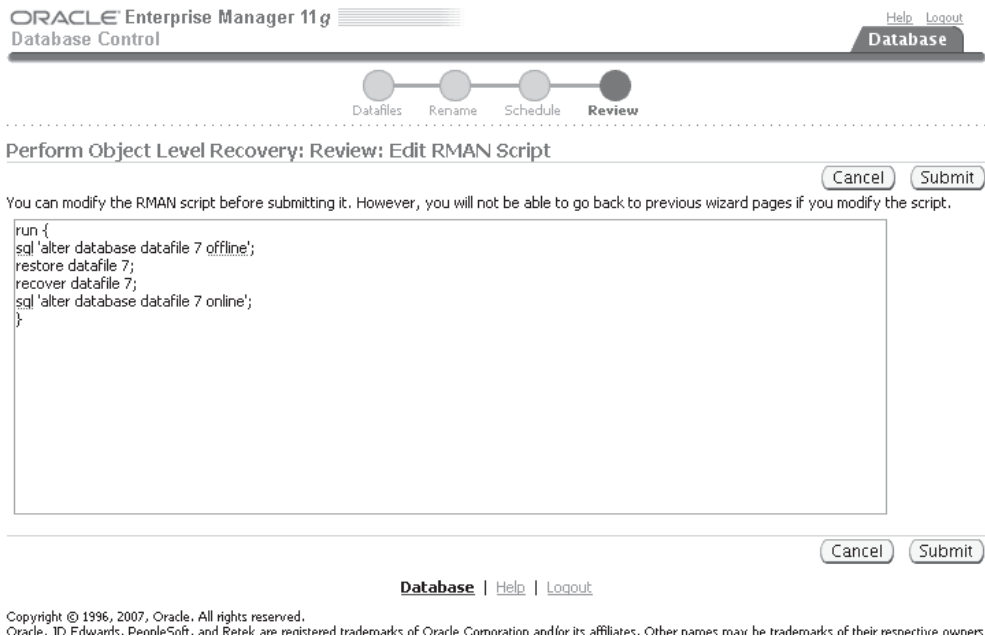 ORACLE Enterprise Manager 11g
Database Control
Help Logout
Database
Datafiles Rename Schedule Review
Perform Object Level Recovery: Review: Edit RMAN Script
Cancel Submit
You can modify the RMAN script before submitting it. However, you will not be able to go back to previous wizard pages if you modify the script.
run {
sql 'alter database datafile 7 offline';
restore datafile 7;
recover datafile 7;
sql 'alter database datafile 7 online';
}
Cancel Submit
Database | Help | Logout
Copyright © 1996, 2007, Oracle. All rights reserved.
Oracle, JD Edwards, PeopleSoft, and Retek are registered trademarks of Oracle Corporation and/or its affiliates. Other names may be trademarks of their respective owners